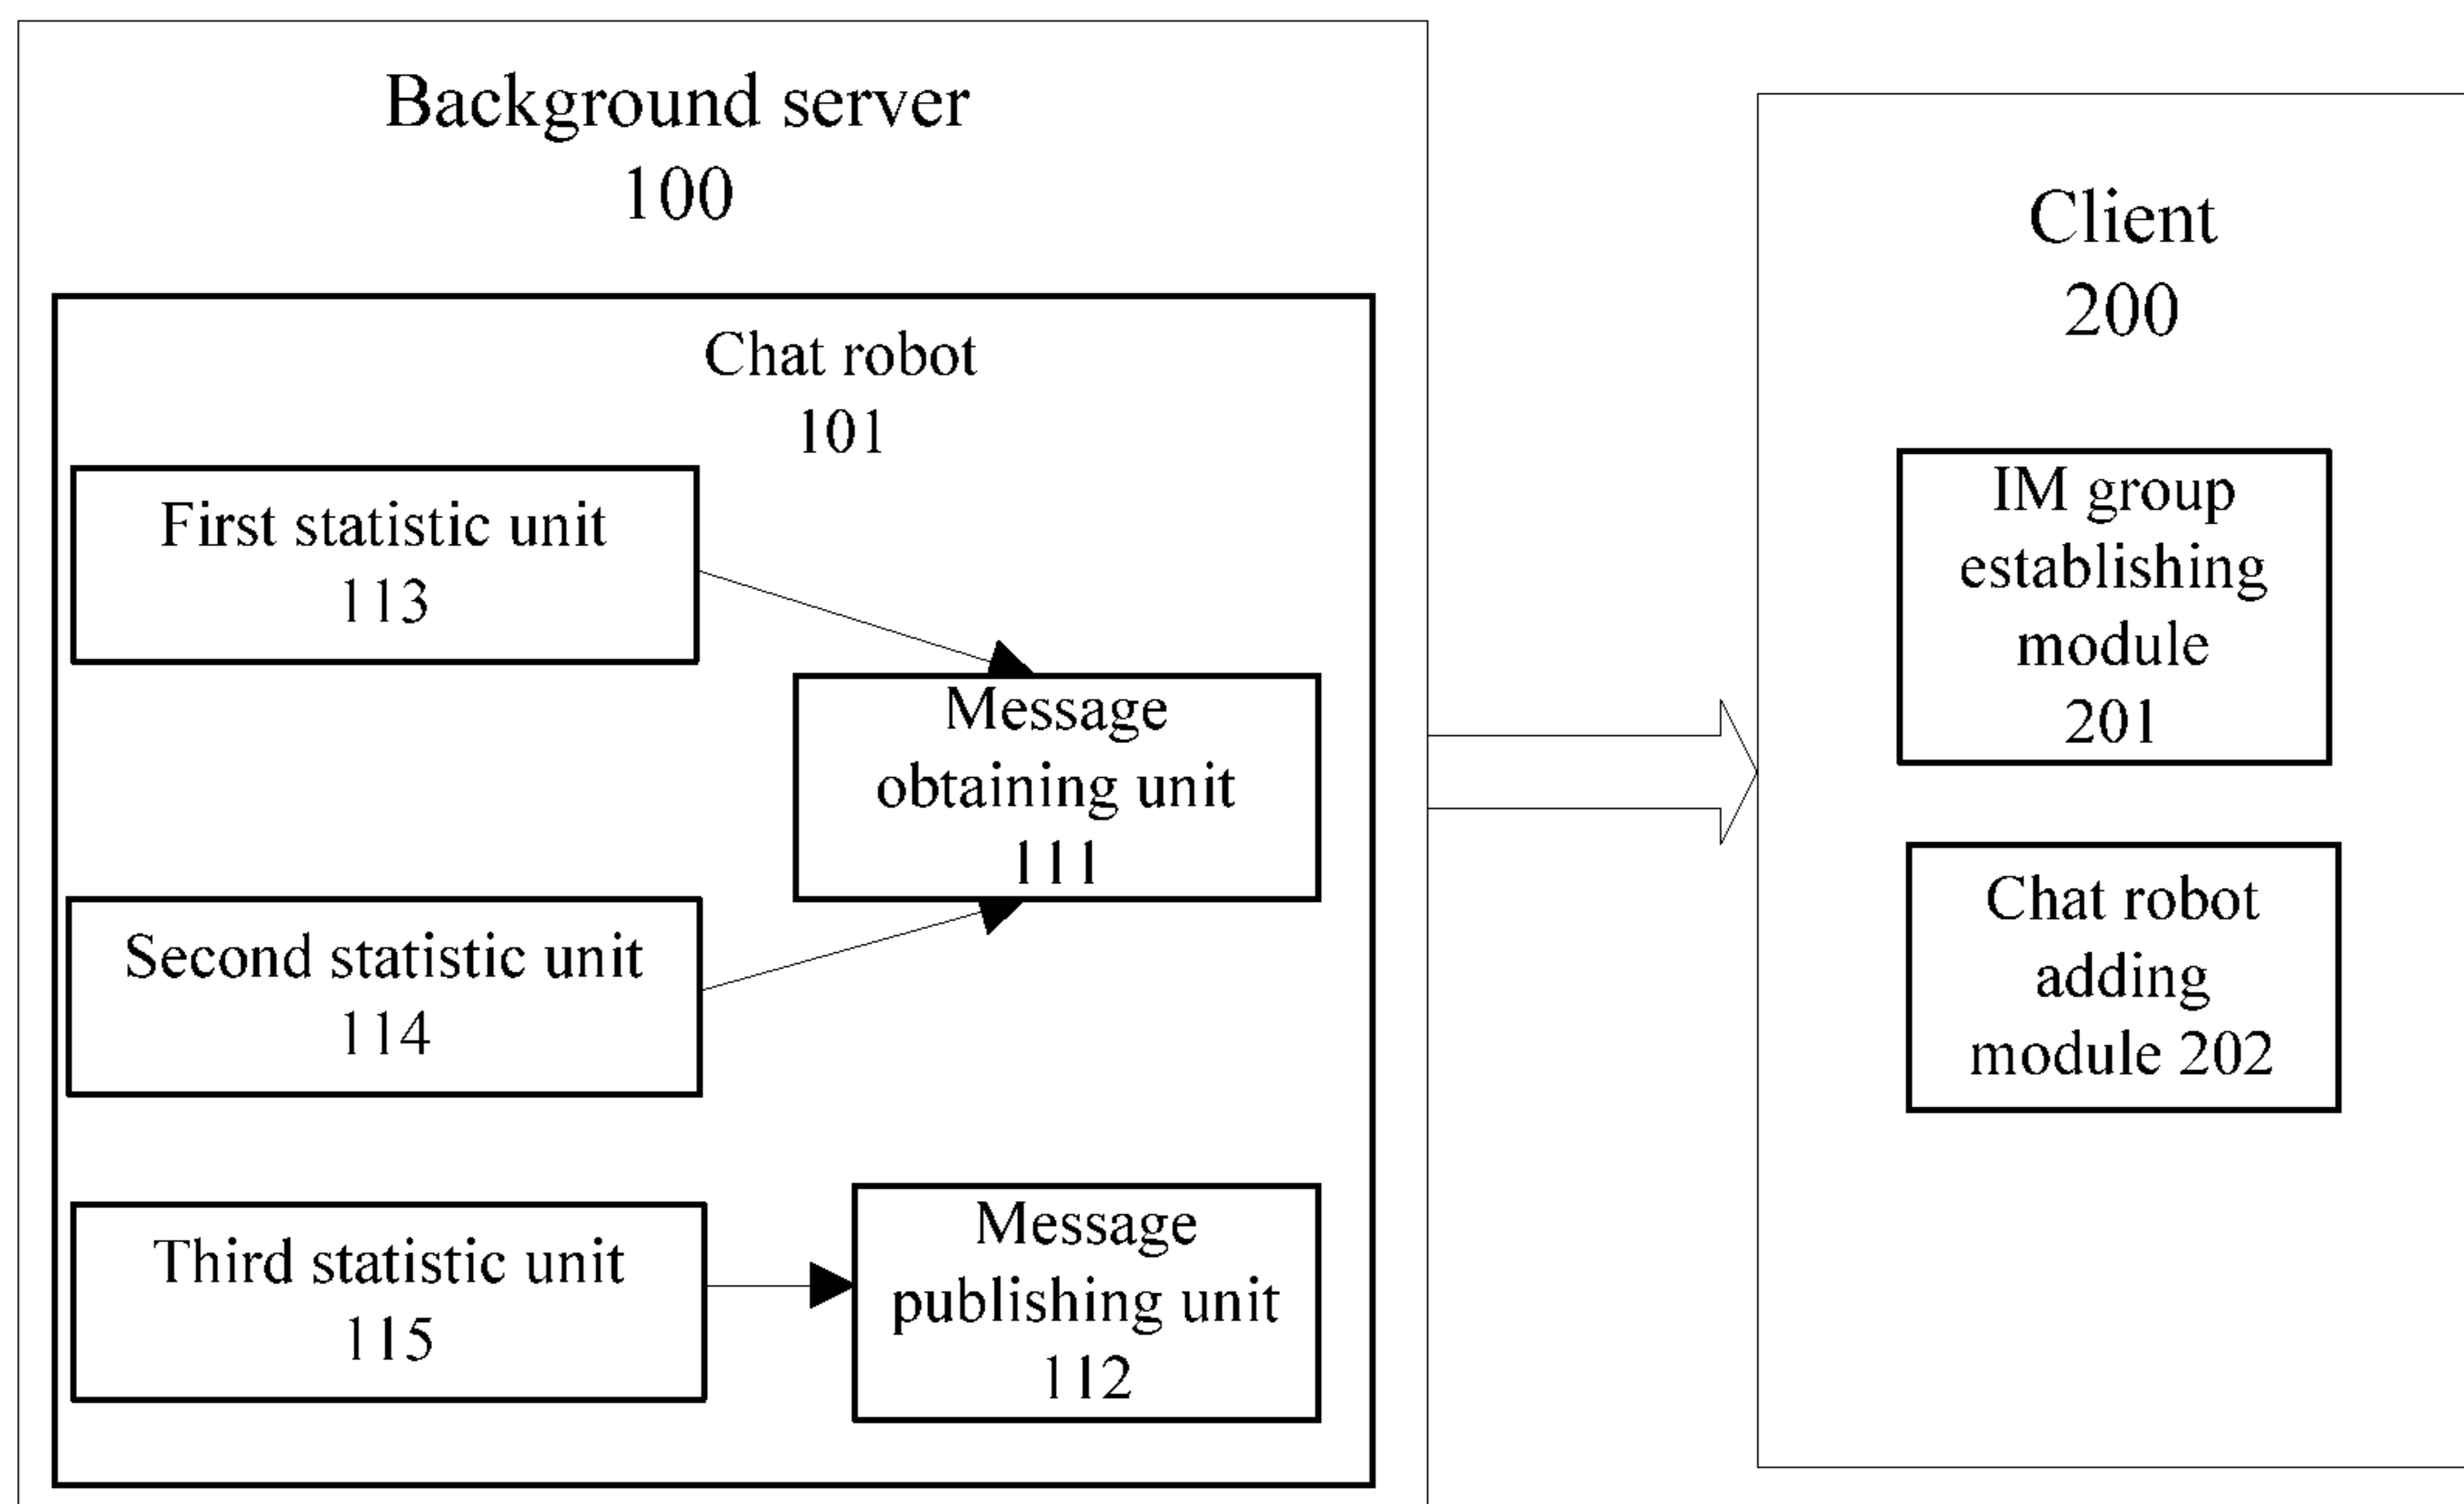 Background server
100
Chat robot
101
First statistic unit
113
Message
obtaining unit
111
Second statistic unit
114
Third statistic unit
115
Message
publishing unit
112
Client
200
IM group
establishing
module
201
Chat robot
adding
module 202